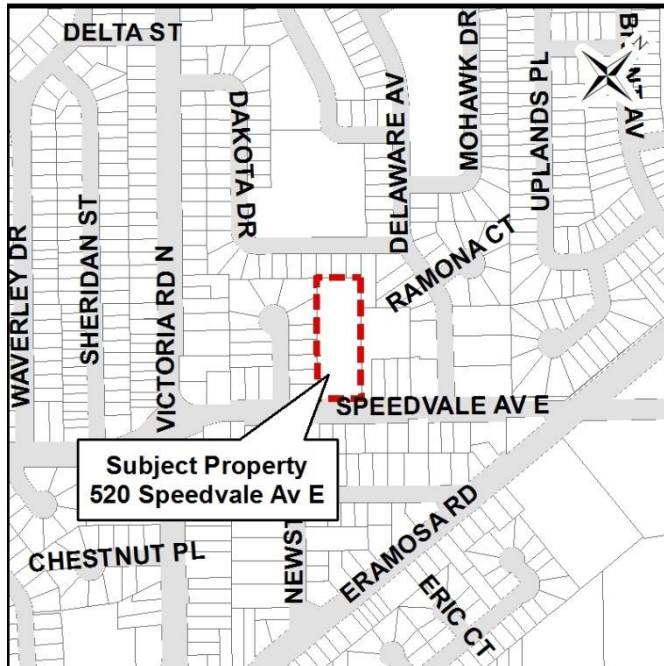 DELTA ST
DAKOTA DR
DELAWARE AV
MOHAWK DR
UPLANDS PL
N
AV
RAMONA CT
WAVERLEY DR
SHERIDAN ST
VICTORIA RD N
SPEEDVALE AV E
Subject Property
520 Speedvale Av E
CHESTNUT PL
NEWST
ERAMOSA RD
ERIC CT